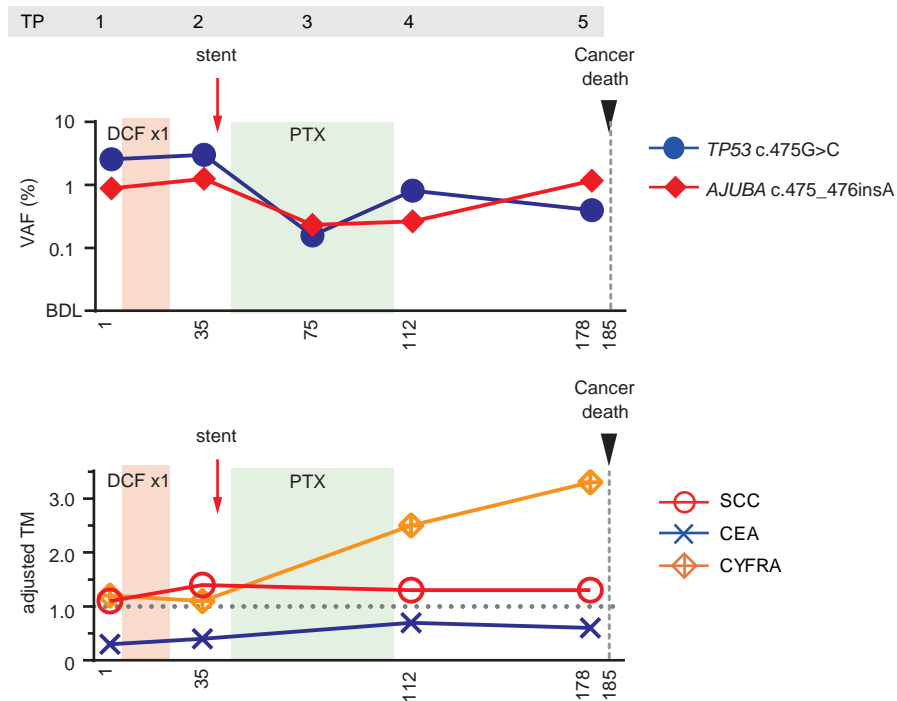 TP 1 2 3 4 5
stent
Cancer
death
DCF x1
PTX
10
1
0.1
BDL
VAF (%)
1 35 75 112 178 185
TP53 c.475G>C
AJUBA c.475_476insA
Cancer
death
stent
DCF x1
PTX
3.0
2.0
1.0
0
adjusted TM
1 35 112 178 185
SCC
CEA
CYFRA